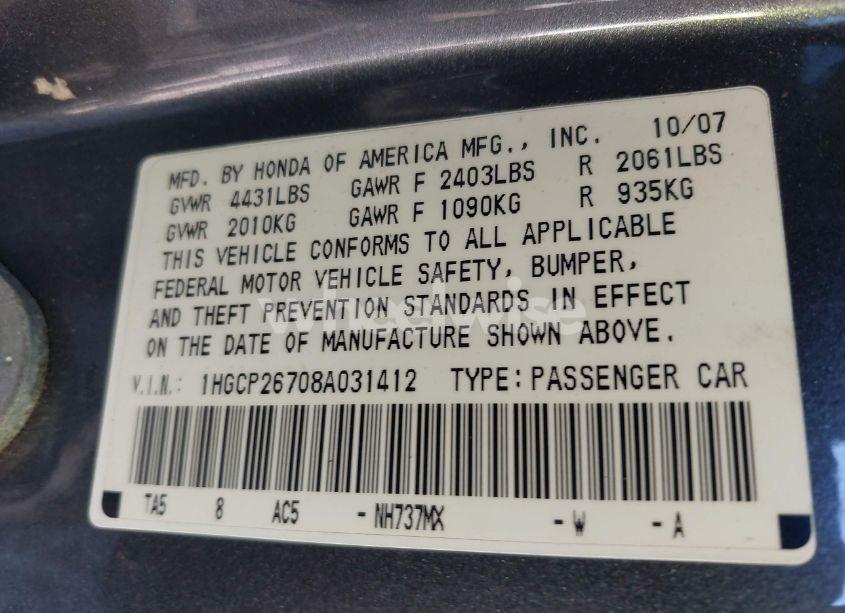 MFD. BY HONDA OF AMERICA MFG., INC. 10/07
GVWR 4431LBS GAWR F 2403LBS R 2061LBS
GVWR 2010KG GAWR F 1090KG R 935KG
THIS VEHICLE CONFORMS TO ALL APPLICABLE
FEDERAL MOTOR VEHICLE SAFETY, BUMPER,
AND THEFT PREVENTION STANDARDS IN EFFECT
ON THE DATE OF MANUFACTURE SHOWN ABOVE.
V.I.N.: 1HGCP26708A031412 TYPE: PASSENGER CAR
TA5 8 AC5 - NH737MX - W - A
wheelwise